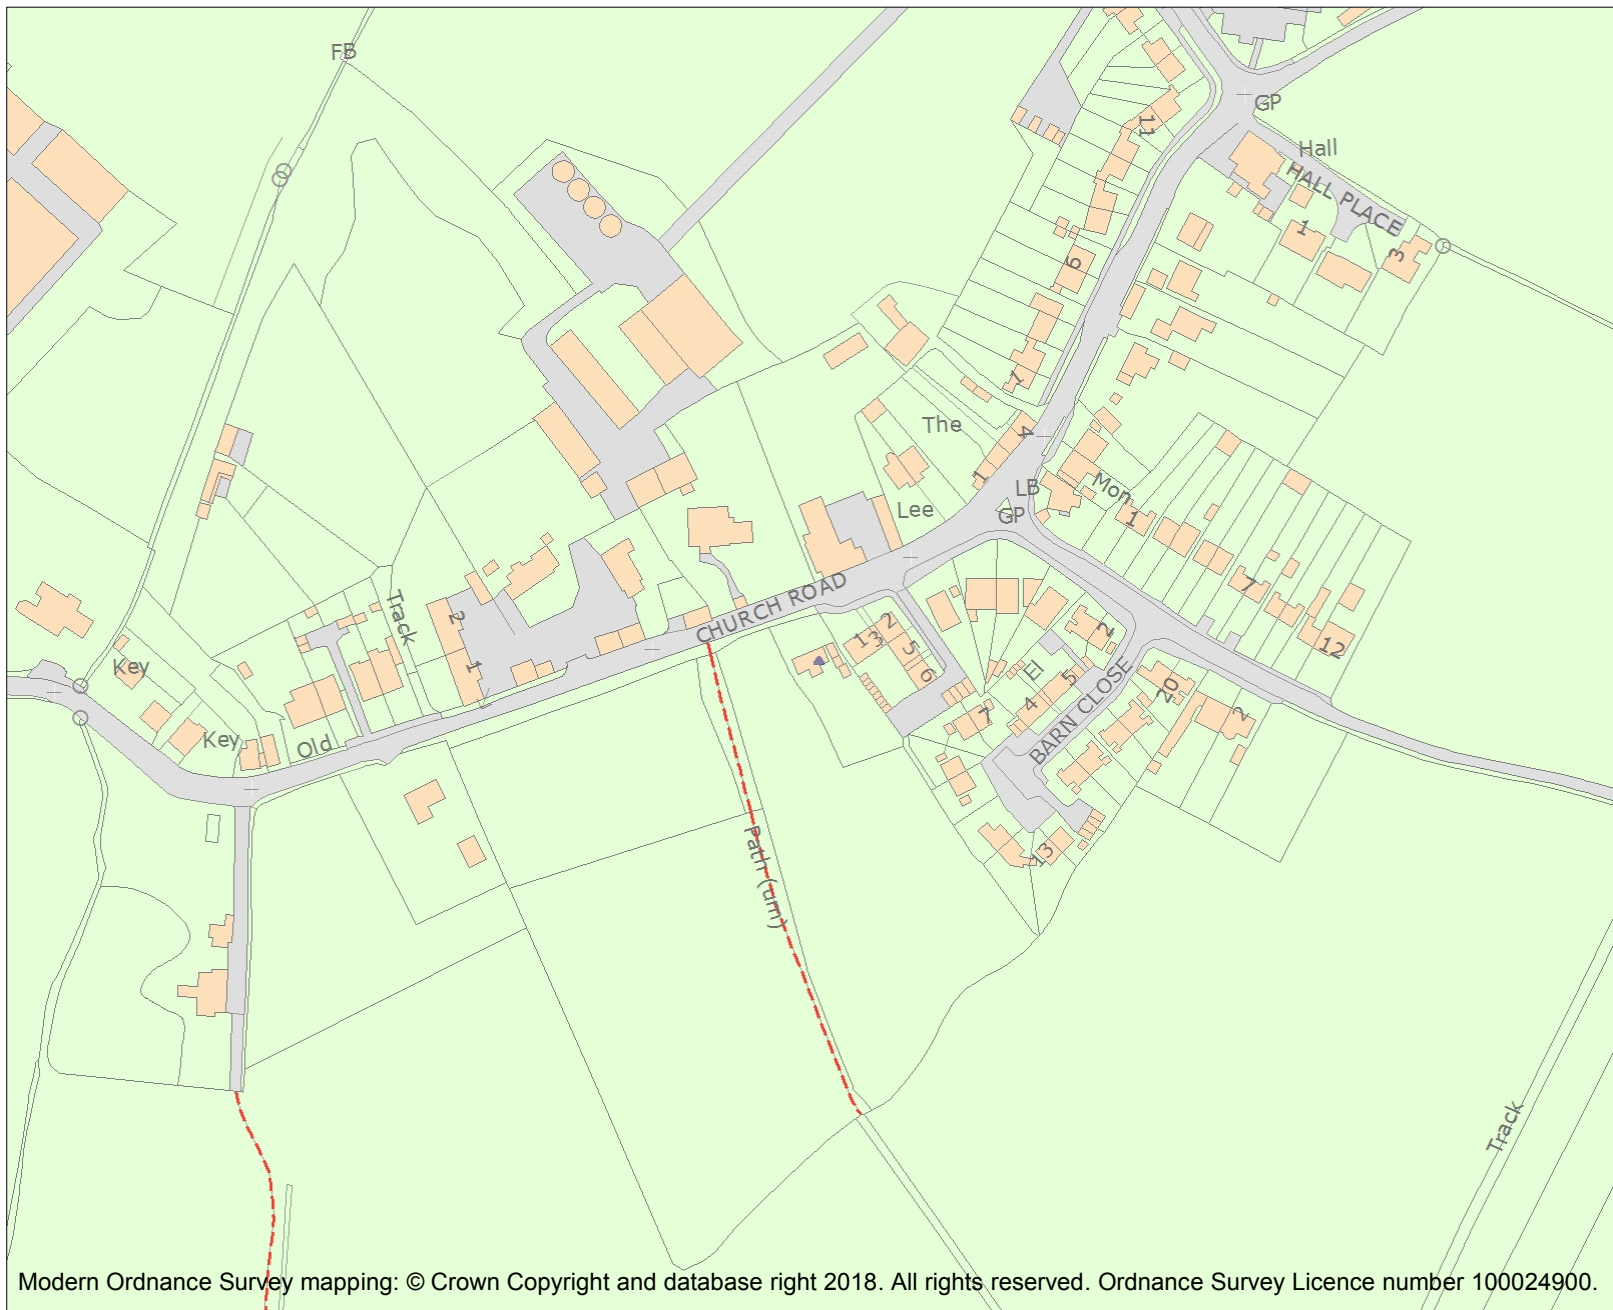 FB
GP
11
Hall
HALL PLACE
1
3
9
1
The
4
1
Lee
LB
GP
Mon
1
7
12
Track
2
1
CHURCH ROAD
1
3
2
5
6
2
El
5
4
7
BARN CLOSE
20
2
13
Key
Key
Old
Path (um)
Track
Modern Ordnance Survey mapping: © Crown Copyright and database right 2018. All rights reserved. Ordnance Survey Licence number 100024900.